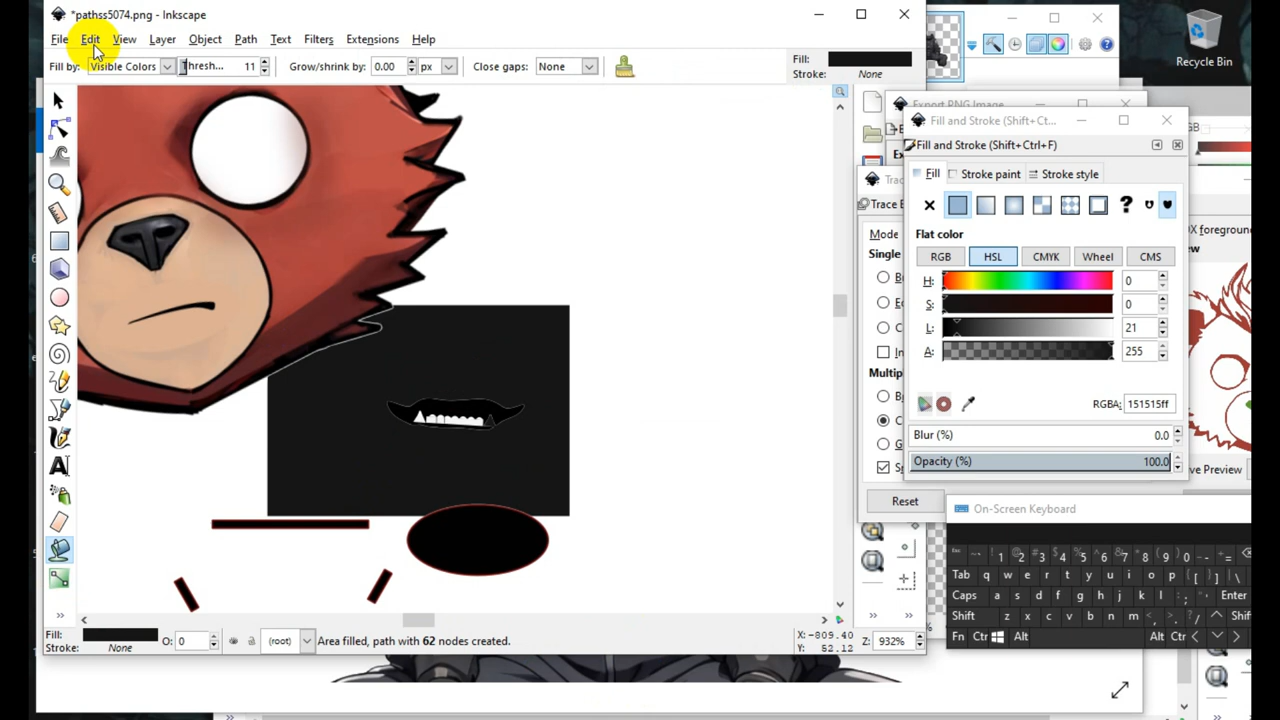 *pathss5074.png - Inkscape
File Edit View Layer Object Path Text Filters Extensions Help
Fill by: Visible Colors Thresh... 11 Grow/shrink by: 0.00 px Close gaps: None
Fill:
Stroke: None
Recycle Bin
Export PNG Image
Fill and Stroke (Shift+Ct...
Fill and Stroke (Shift+Ctrl+F)
Fill Stroke paint Stroke style
Flat color
RGB HSL CMYK Wheel CMS
H: 0
S: 0
L: 21
A: 255
RGBA: 151515ff
Blur (%) 0.0
Opacity (%) 100.0
Mode
Single
Multip
Reset
On-Screen Keyboard
Tab q w e r t y u i o p [ ] \
Caps a s d f g h j k l ; ' Enter
Shift z x c v b n m , . / Shif
Fn Ctr Alt Alt Ctr
Fill:
Stroke: None
O: 0
(root)
Area filled, path with 62 nodes created.
X: -809.40
Y: 52.12
Z: 932%